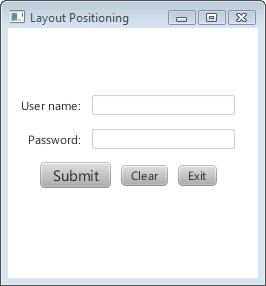 Layout Positioning
User name:
Password:
Submit Clear Exit